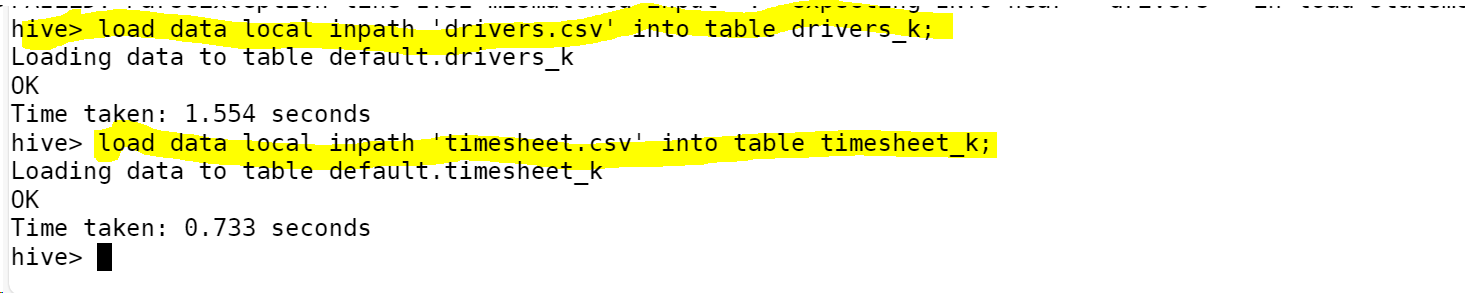 hive> load data local inpath 'drivers.csv' into table drivers_k;
Loading data to table default.drivers_k
OK
Time taken: 1.554 seconds
hive> load data local inpath 'timesheet.csv' into table timesheet_k;
Loading data to table default.timesheet_k
OK
Time taken: 0.733 seconds
hive>